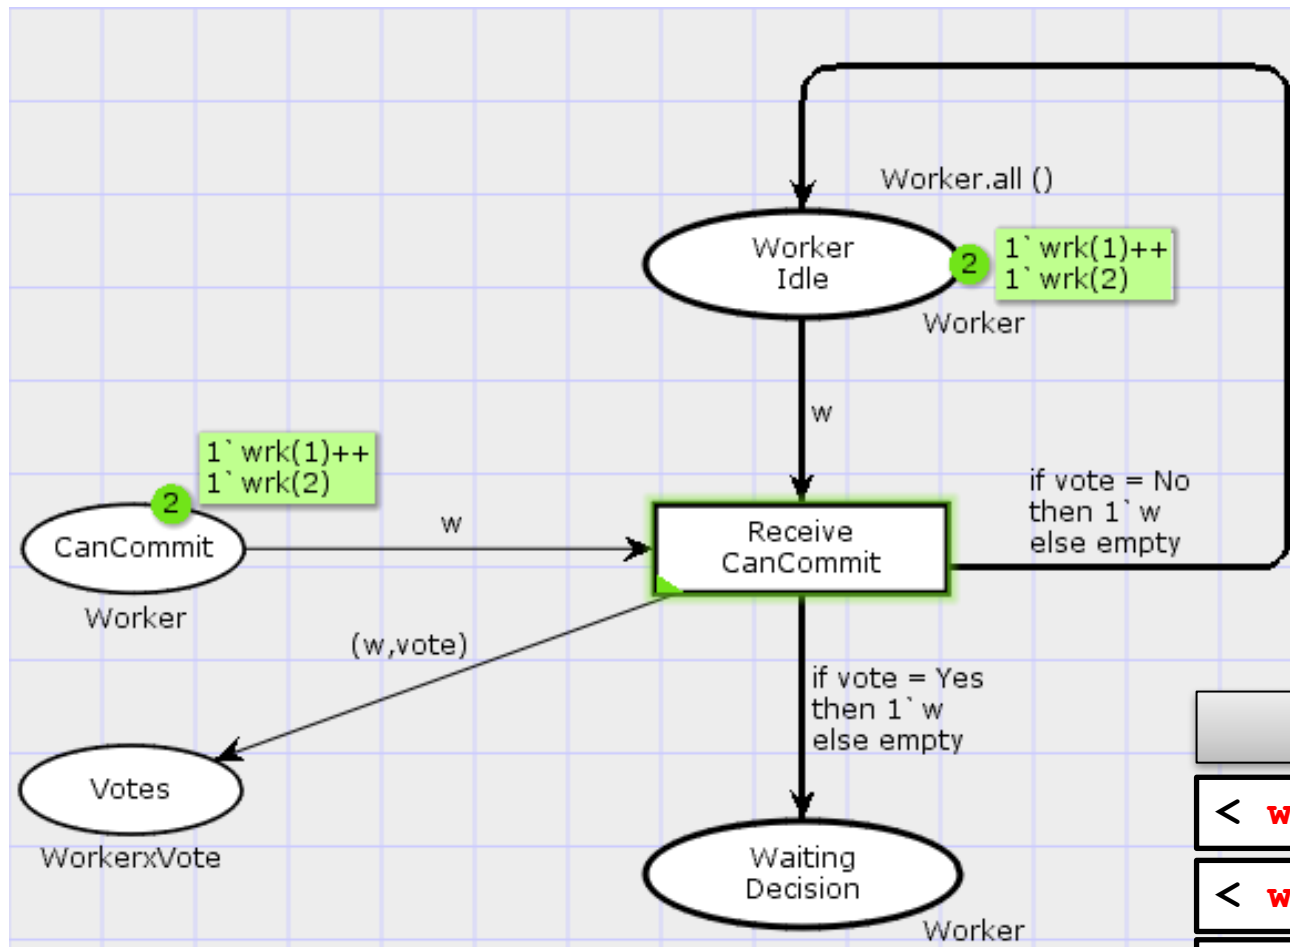 Worker.all ()
Worker
Idle
2
1`wrk(1)++
1`wrk(2)
Worker
w
1`wrk(1)++
1`wrk(2)
2
CanCommit
Worker
w
Receive
CanCommit
if vote = No
then 1`w
else empty
(w,vote)
if vote = Yes
then 1`w
else empty
Votes
WorkerxVote
Waiting
Decision
Worker
< w
< w